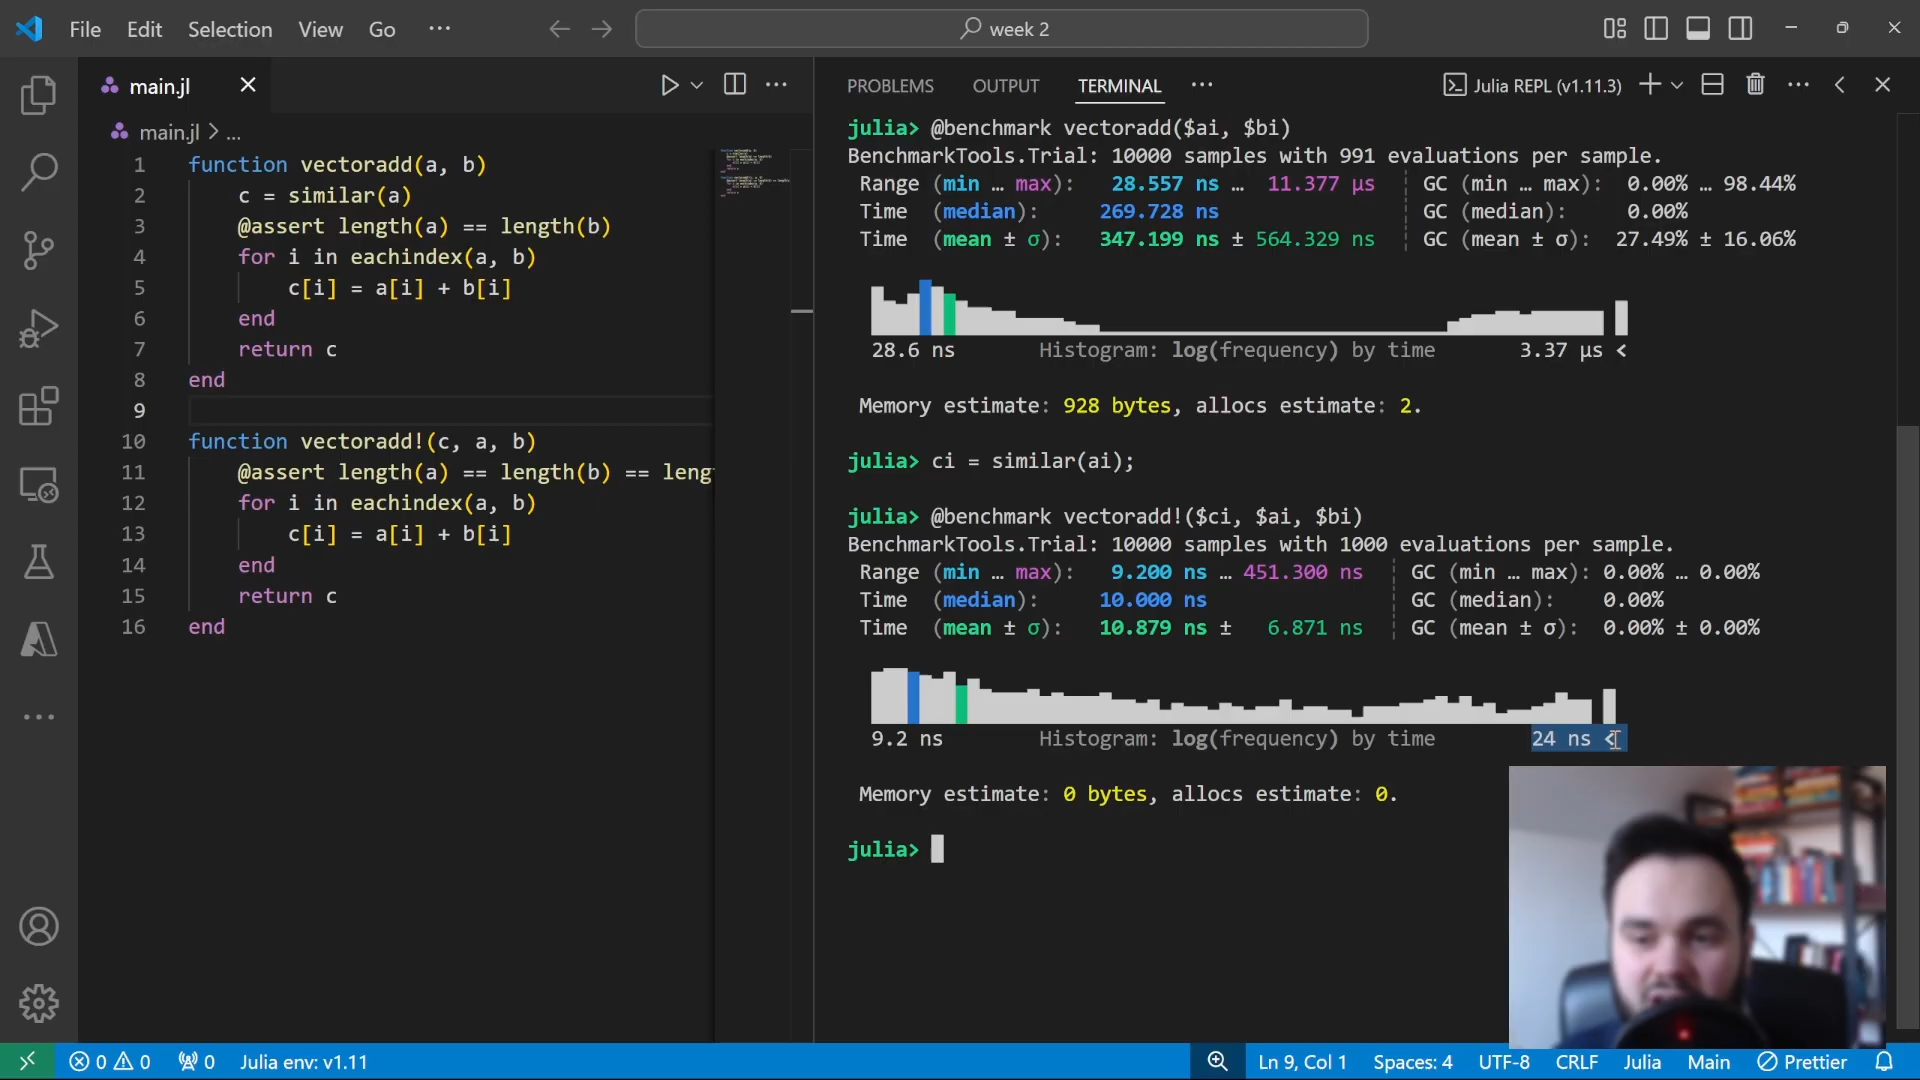 File Edit View Selection View Go ···
week 2
main.jl
PROBLEMS OUTPUT TERMINAL ···
Julia REPL (v1.11.3)
main.jl > ...
1 function vectoradd(a, b)
2 c = similar(a)
3 @assert length(a) == length(b)
4 for i in eachindex(a, b)
5 c[i] = a[i] + b[i]
6 end
7 return c
8 end
9
10 function vectoradd!(c, a, b)
11 @assert length(a) == length(b) == leng
12 for i in eachindex(a, b)
13 c[i] = a[i] + b[i]
14 end
15 return c
16 end
julia> @benchmark vectoradd($ai, $bi)
BenchmarkTools.Trial: 10000 samples with 991 evaluations per sample.
Range (min … max): 28.557 ns … 11.377 μs ┊ GC (min … max): 0.00% … 98.44%
Time (median): 269.728 ns ┊ GC (median): 0.00%
Time (mean ± σ): 347.199 ns ± 564.329 ns ┊ GC (mean ± σ): 27.49% ± 16.06%
28.6 ns Histogram: log(frequency) by time 3.37 μs <
Memory estimate: 928 bytes, allocs estimate: 2.
julia> ci = similar(ai);
julia> @benchmark vectoradd!($ci, $ai, $bi)
BenchmarkTools.Trial: 10000 samples with 1000 evaluations per sample.
Range (min … max): 9.200 ns … 451.300 ns ┊ GC (min … max): 0.00% … 0.00%
Time (median): 10.000 ns ┊ GC (median): 0.00%
Time (mean ± σ): 10.879 ns ± 6.871 ns ┊ GC (mean ± σ): 0.00% ± 0.00%
9.2 ns Histogram: log(frequency) by time 24 ns <
Memory estimate: 0 bytes, allocs estimate: 0.
julia>
0 0 0 Julia env: v1.11 Ln 9, Col 1 Spaces: 4 UTF-8 CRLF Julia Main Prettier